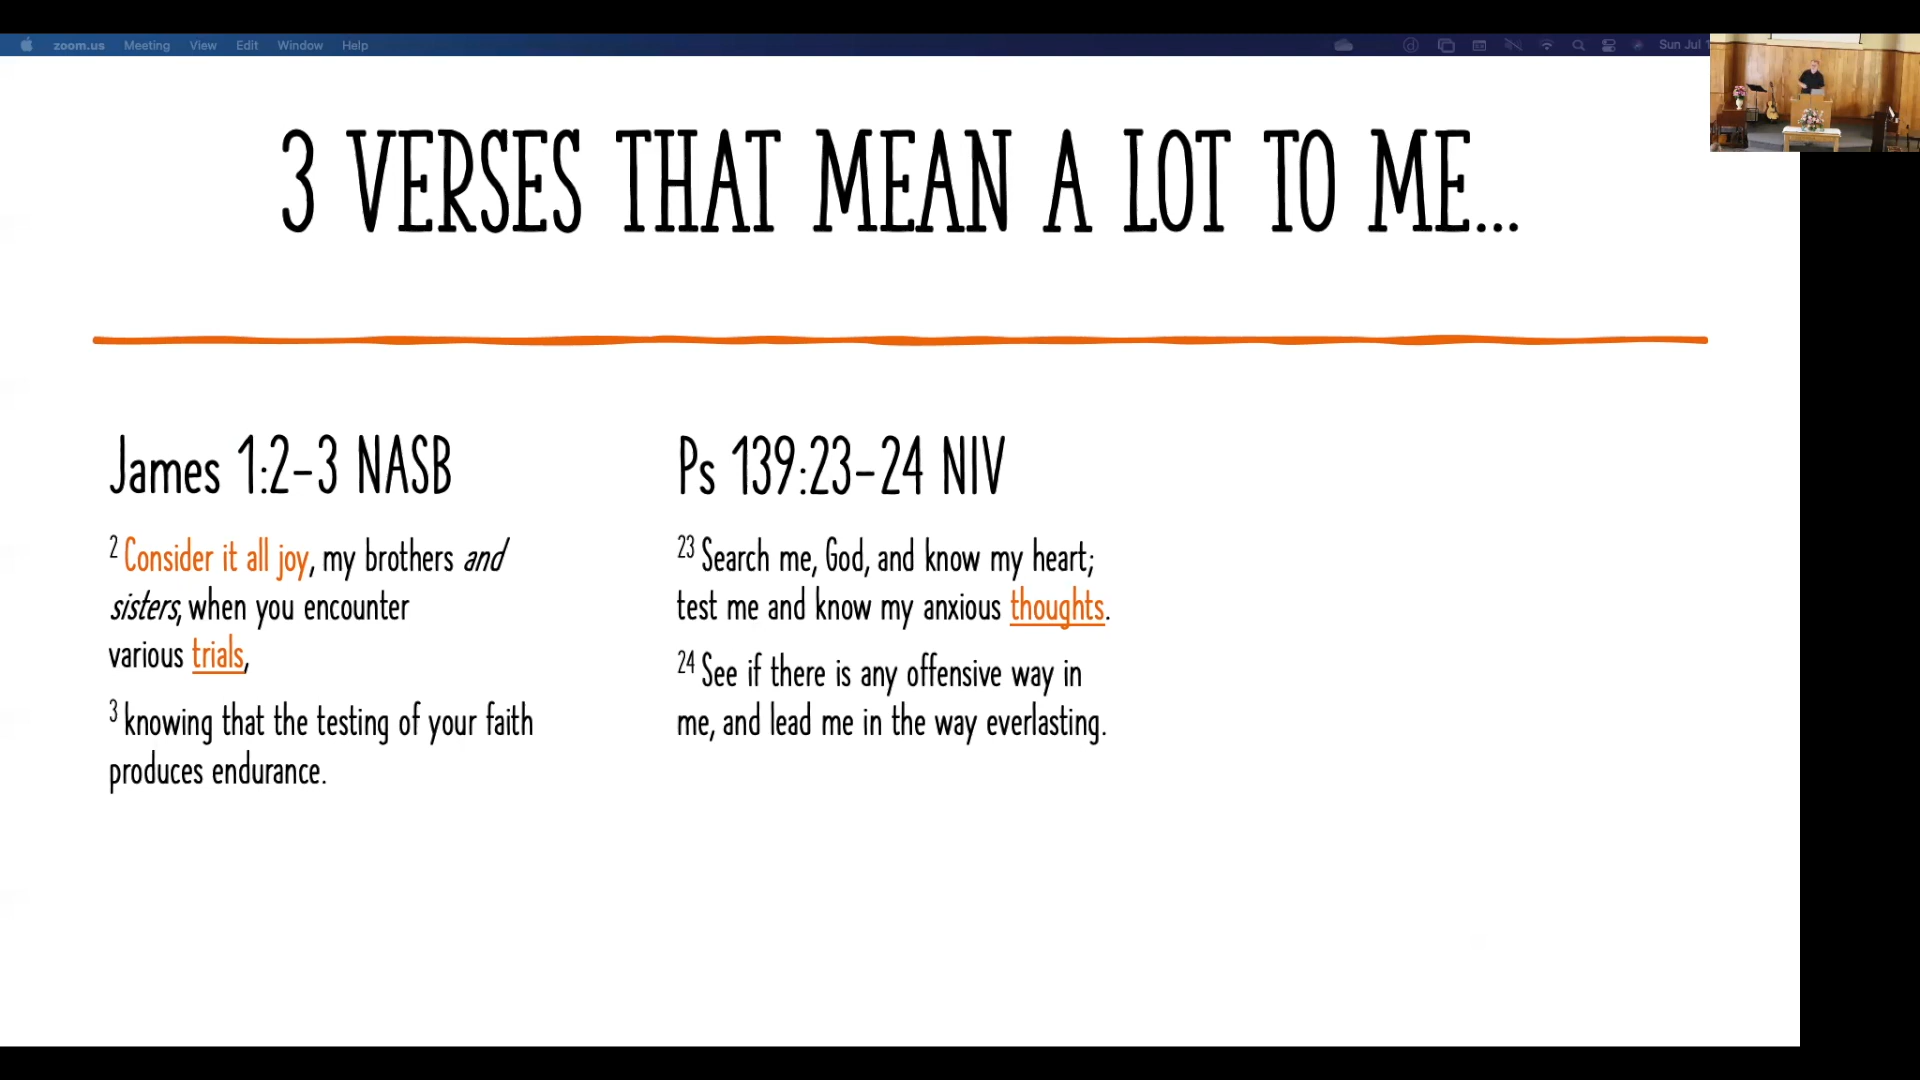 zoom.us Meeting View Edit Window Help
Sun Jul
3 VERSES THAT MEAN A LOT TO ME...
James 1:2-3 NASB
2 Consider it all joy, my brothers and
sisters, when you encounter
various trials,
3 knowing that the testing of your faith
produces endurance.
Ps 139:23-24 NIV
23 Search me, God, and know my heart;
test me and know my anxious thoughts.
24 See if there is any offensive way in
me, and lead me in the way everlasting.